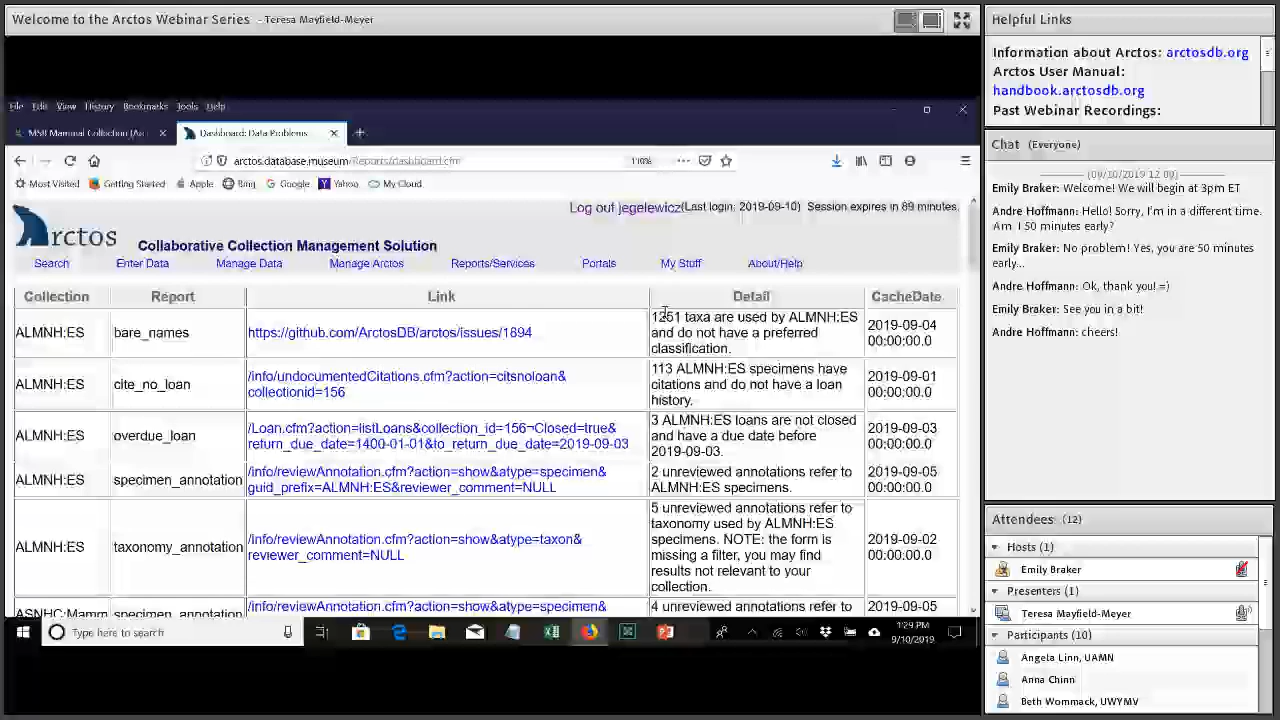 Welcome to the Arctos Webinar Series - Teresa Mayfield-Meyer
File Edit View History Bookmarks Tools Help
MSB Mammal Collection (Arc
Dashboard: Data Problems
arctos.database.museum/Reports/dashboard.cfm
110%
Most Visited Getting Started Apple Bing Google Yahoo My Cloud
Log out jegelewicz (Last login: 2019-09-10) Session expires in 89 minutes.
Arctos
Collaborative Collection Management Solution
Search Enter Data Manage Data Manage Arctos Reports/Services Portals My Stuff About/Help
Collection Report Link Detail CacheDate
ALMNH:ES
bare_names
https://github.com/ArctosDB/arctos/issues/1894
1251 taxa are used by ALMNH:ES
and do not have a preferred
classification.
2019-09-04
00:00:00.0
ALMNH:ES
cite_no_loan
/info/undocumentedCitations.cfm?action=citsnoloan&
collectionid=156
113 ALMNH:ES specimens have
citations and do not have a loan
history.
2019-09-01
00:00:00.0
ALMNH:ES
overdue_loan
/Loan.cfm?action=listLoans&collection_id=156¬Closed=true&
return_due_date=1400-01-01&to_return_due_date=2019-09-03
3 ALMNH:ES loans are not closed
and have a due date before
2019-09-03.
2019-09-03
00:00:00.0
ALMNH:ES
specimen_annotation
/info/reviewAnnotation.cfm?action=show&atype=specimen&
guid_prefix=ALMNH:ES&reviewer_comment=NULL
2 unreviewed annotations refer to
ALMNH:ES specimens.
2019-09-05
00:00:00.0
ALMNH:ES
taxonomy_annotation
/info/reviewAnnotation.cfm?action=show&atype=taxon&
reviewer_comment=NULL
5 unreviewed annotations refer to
taxonomy used by ALMNH:ES
specimens. NOTE: the form is
missing a filter, you may find
results not relevant to your
collection.
2019-09-02
00:00:00.0
ASNHC:Mamm
specimen_annotation
/info/reviewAnnotation.cfm?action=show&atype=specimen&
4 unreviewed annotations refer to
2019-09-05
Type here to search
1:29 PM
9/10/2019
Helpful Links
Information about Arctos: arctosdb.org
Arctos User Manual:
handbook.arctosdb.org
Past Webinar Recordings:
Chat (Everyone)
(09/10/2019 12:09)
Emily Braker: Welcome! We will begin at 3pm ET
Andre Hoffmann: Hello! Sorry, I'm in a different time.
Am I 50 minutes early?
Emily Braker: No problem! Yes, you are 50 minutes
early...
Andre Hoffmann: Ok, thank you! =)
Emily Braker: See you in a bit!
Andre Hoffmann: cheers!
Attendees (12)
Hosts (1)
Emily Braker
Presenters (1)
Teresa Mayfield-Meyer
Participants (10)
Angela Linn, UAMN
Anna Chinn
Beth Wommack, UWYMV